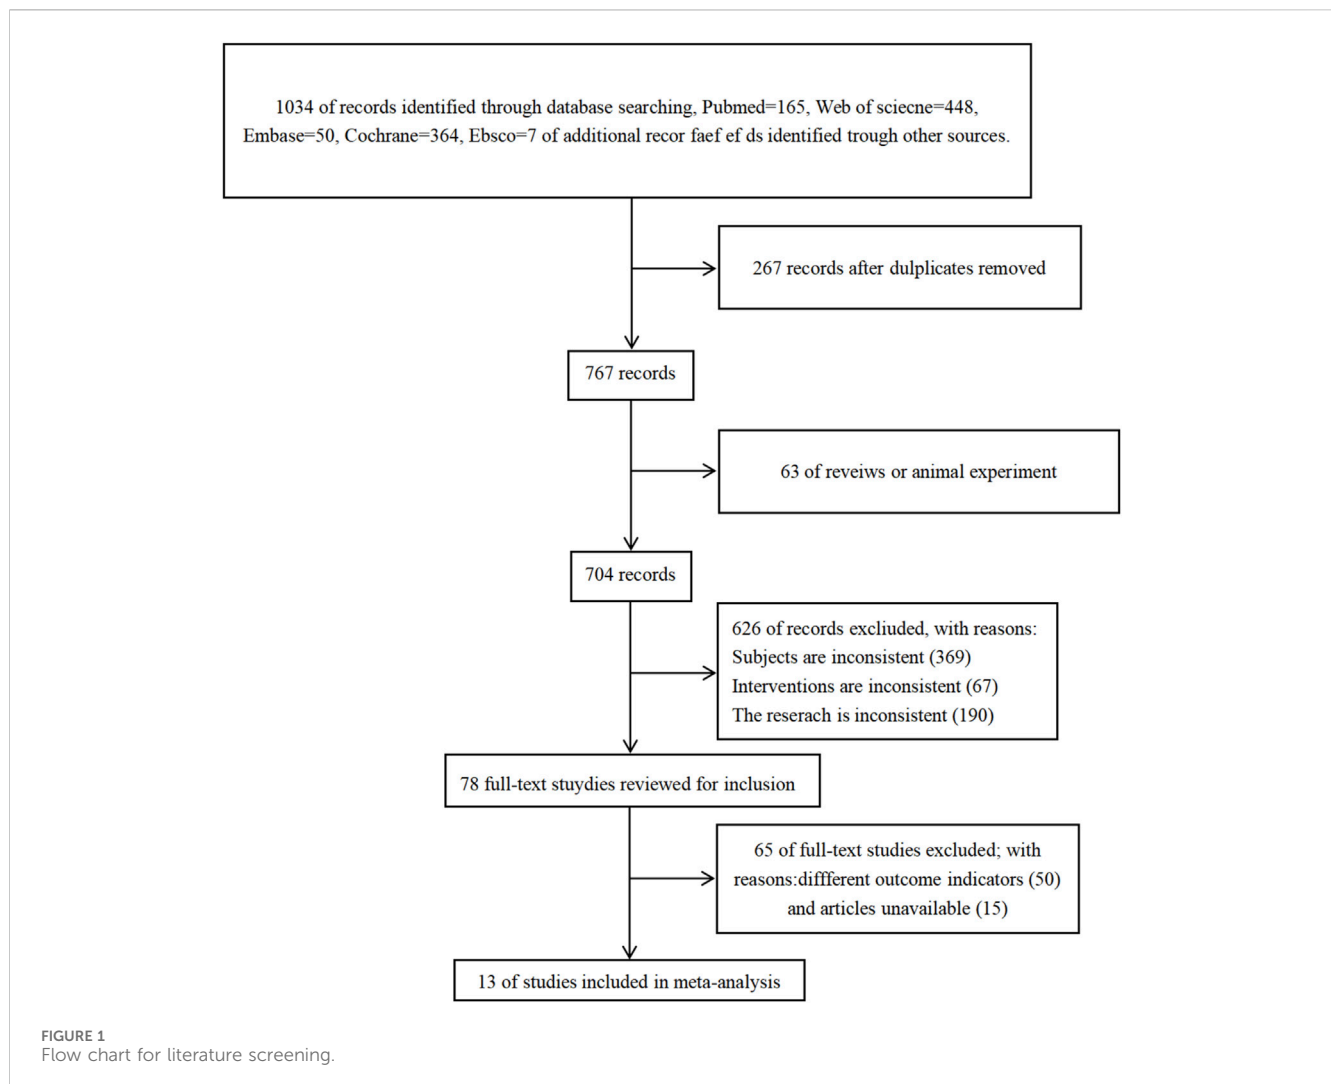 1034 of records identified through database searching, Pubmed=165, Web of sciecne=448,
Embase=50, Cochrane=364, Ebsco=7 of additional recor faef ef ds identified trough other sources.
267 records after dulplicates removed
767 records
63 of reveiws or animal experiment
704 records
626 of records excliuded, with reasons:
Subjects are inconsistent (369)
Interventions are inconsistent (67)
The reserach is inconsistent (190)
78 full-text stuydies reviewed for inclusion
65 of full-text studies excluded; with
reasons:diffferent outcome indicators (50)
and articles unavailable (15)
13 of studies included in meta-analysis
FIGURE 1
Flow chart for literature screening.